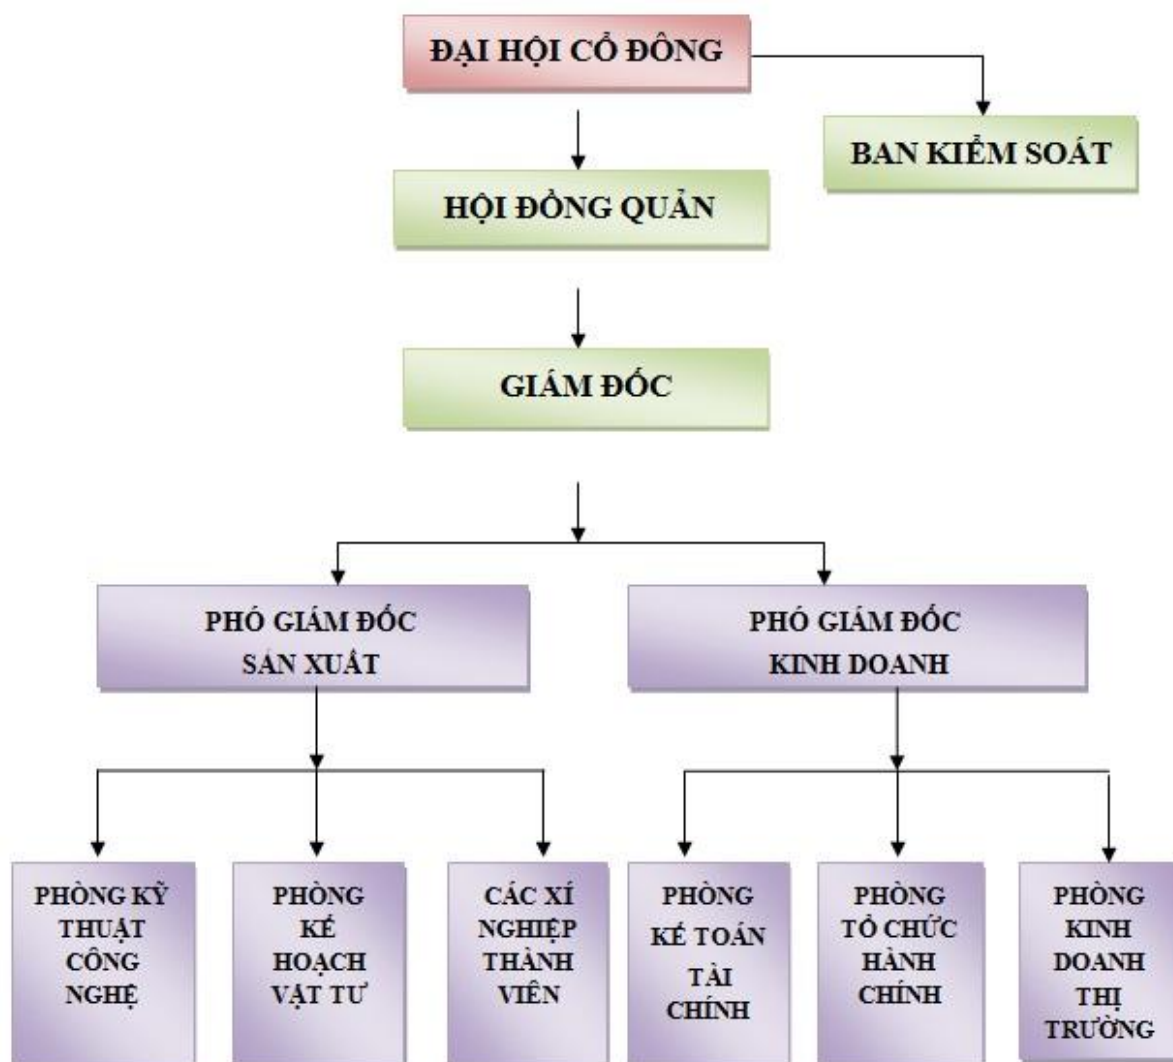 ĐẠI HỘI CỔ ĐÔNG
BAN KIỂM SOÁT
HỘI ĐỒNG QUẢN
GIÁM ĐỐC
PHÓ GIÁM ĐỐC
SẢN XUẤT
PHÓ GIÁM ĐỐC
KINH DOANH
PHÒNG KỸ
THUẬT
CÔNG
NGHỆ
PHÒNG
KẾ
HOẠCH
VẬT TƯ
CÁC XÍ
NGHIỆP
THÀNH
VIÊN
PHÒNG
KẾ TOÁN
TÀI
CHÍNH
PHÒNG
TỔ CHỨC
HÀNH
CHÍNH
PHÒNG
KINH
DOANH
THỊ
TRƯỜNG